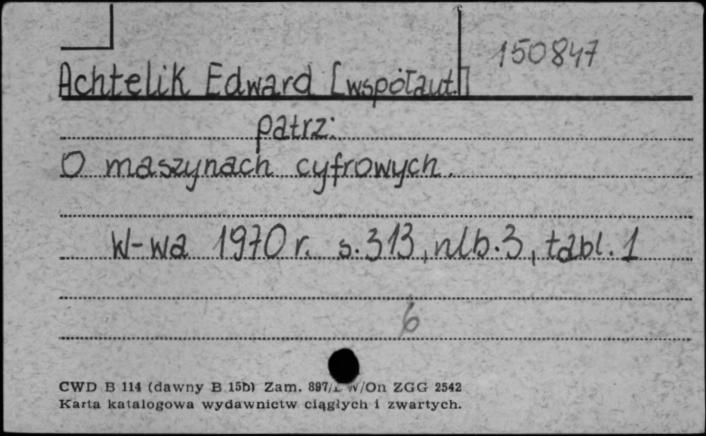 150847
Achtelik Edward [współaut.]
patrz:
O maszynach cyfrowych.
W-wa 1970 r. s. 313, nlb. 3, tabl. 1
6
CWD B 114 (dawny B 15b) Zam. 897/ W/On ZGG 2542
Karta katalogowa wydawnictw ciągłych i zwartych.